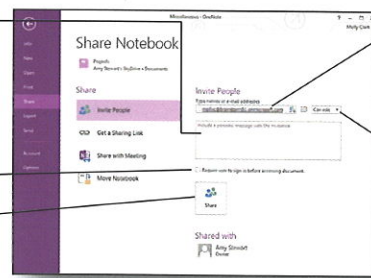 Miscellaneous - OneNote
Molly Clark
Info
New
Open
Print
Share
Export
Send
Account
Options
Share Notebook
Projects
Amy Stewart's SkyDrive » Documents
Share
Invite People
Get a Sharing Link
Share with Meeting
Move Notebook
Invite People
Type names or e-mail addresses
Can edit
Include a personal message with the invitation
Require user to sign in before accessing document.
Share
Shared with
Amy Stewart
Owner